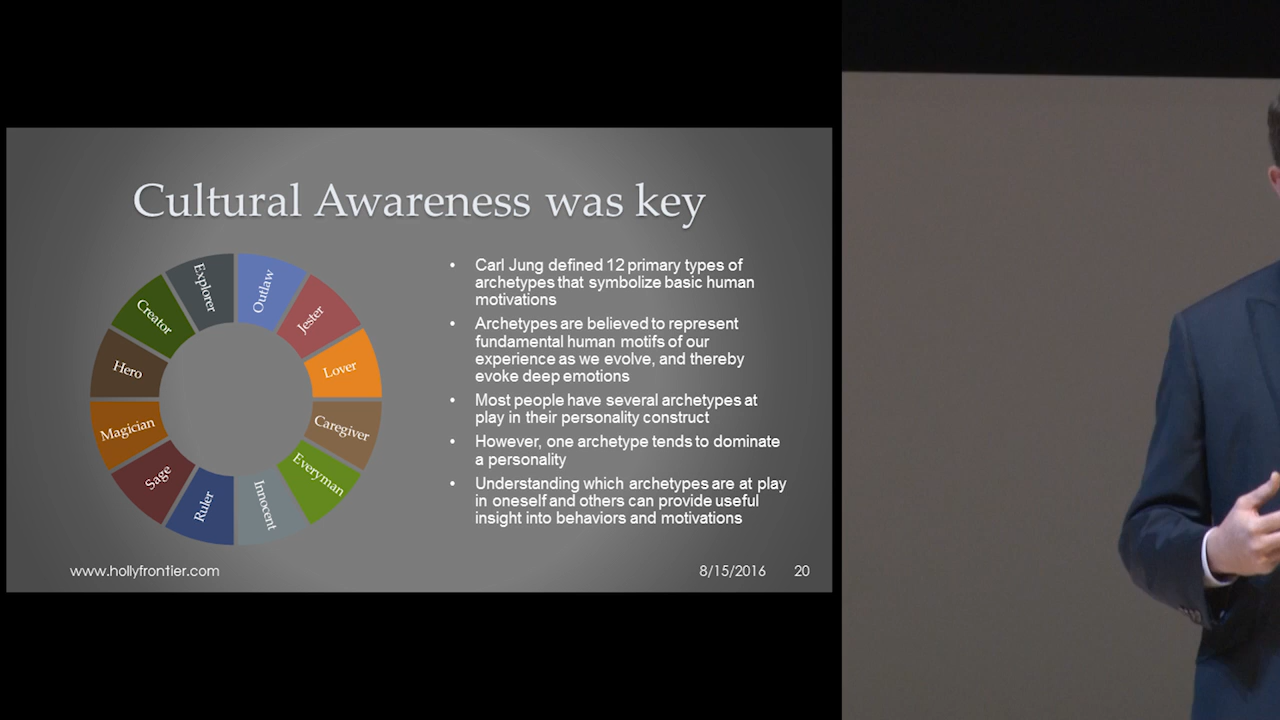 Cultural Awareness was key
Explorer
Outlaw
Jester
Lover
Caregiver
Everyman
Innocent
Ruler
Sage
Magician
Hero
Creator
• Carl Jung defined 12 primary types of
archetypes that symbolize basic human
motivations
• Archetypes are believed to represent
fundamental human motifs of our
experience as we evolve, and thereby
evoke deep emotions
• Most people have several archetypes at
play in their personality construct
• However, one archetype tends to dominate
a personality
• Understanding which archetypes are at play
in oneself and others can provide useful
insight into behaviors and motivations
www.hollyfrontier.com
8/15/2016 20